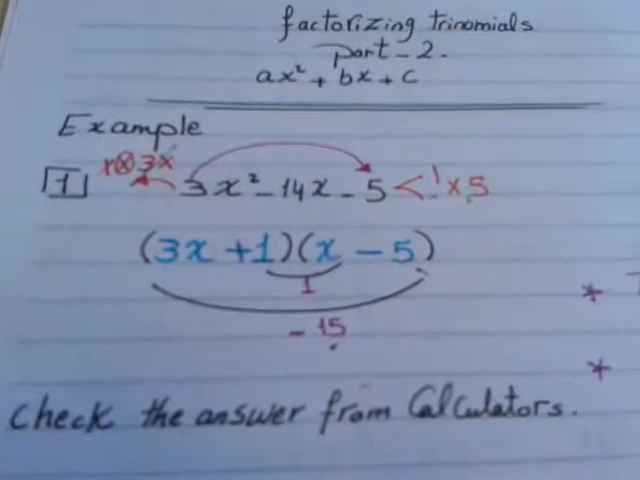 factorizing trinomials
part - 2.
ax² + bx + c
Example
x⊗3x
1 3x² - 14x - 5 < 1 x 5
(3x + 1)(x - 5)
1
- 15
*
*
Check the answer from Calculators.